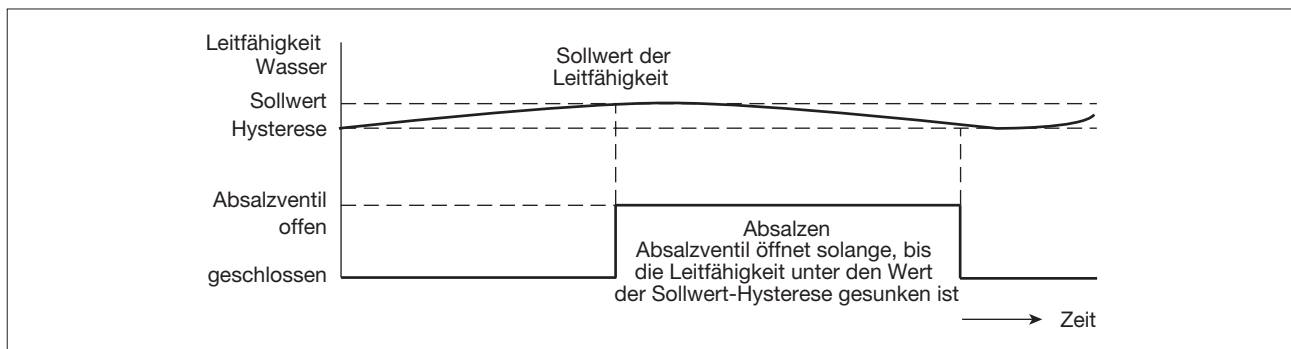 Leitfähigkeit
Wasser
Sollwert der
Leitfähigkeit
Sollwert
Hysterese
Absalzventil
offen
Absalzen
Absalzventil öffnet solange, bis
die Leitfähigkeit unter den Wert
der Sollwert-Hysterese gesunken ist
geschlossen
Zeit